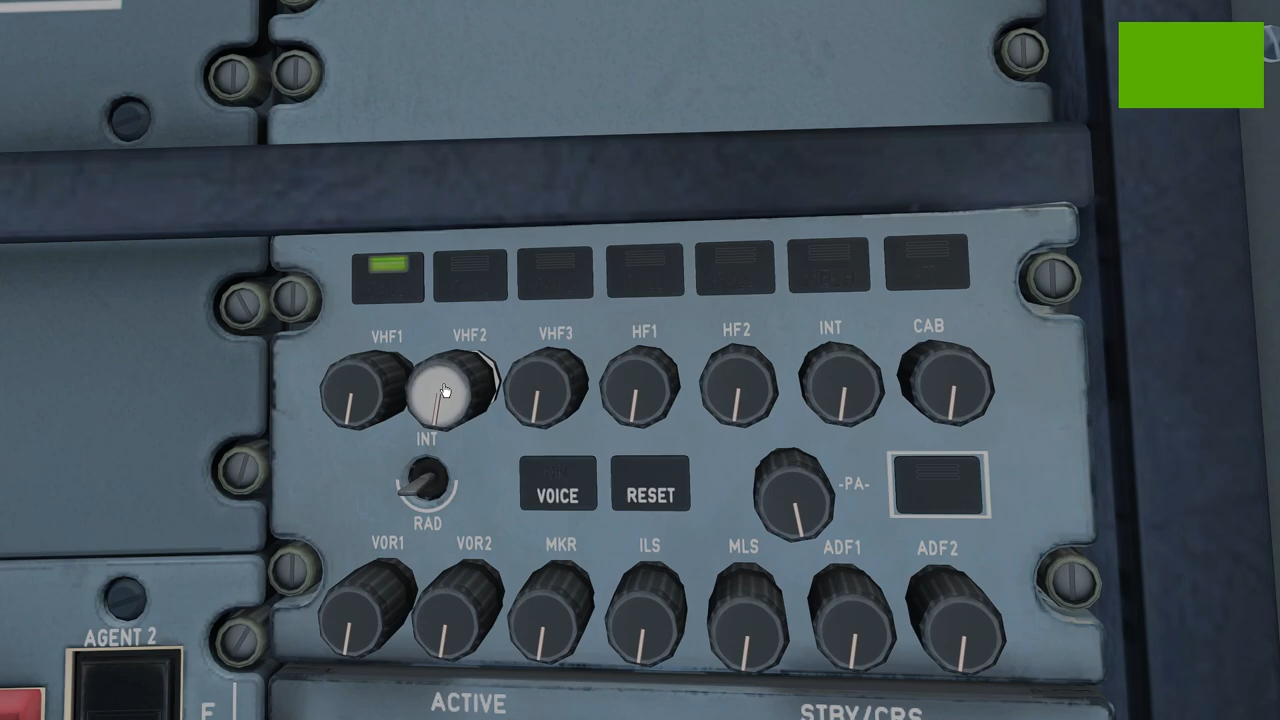 VHF1 VHF2 VHF3 HF1 HF2 INT CAB
INT
VOICE RESET -PA-
RAD
VOR1 VOR2 MKR ILS MLS ADF1 ADF2
AGENT 2
ACTIVE STBY/CRS